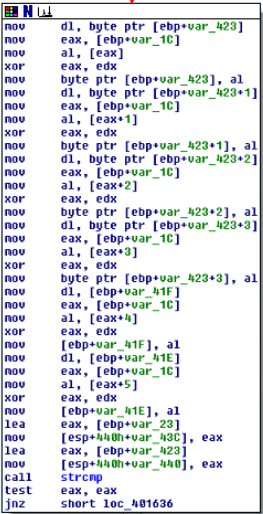 mov dl, byte ptr [ebp+var_423]
mov eax, [ebp+var_1C]
mov al, [eax]
xor eax, edx
mov byte ptr [ebp+var_423], al
mov dl, byte ptr [ebp+var_423+1]
mov eax, [ebp+var_1C]
mov al, [eax+1]
xor eax, edx
mov byte ptr [ebp+var_423+1], al
mov dl, byte ptr [ebp+var_423+2]
mov eax, [ebp+var_1C]
mov al, [eax+2]
xor eax, edx
mov byte ptr [ebp+var_423+2], al
mov dl, byte ptr [ebp+var_423+3]
mov eax, [ebp+var_1C]
mov al, [eax+3]
xor eax, edx
mov byte ptr [ebp+var_423+3], al
mov dl, [ebp+var_41F]
mov eax, [ebp+var_1C]
mov al, [eax+4]
xor eax, edx
mov [ebp+var_41F], al
mov dl, [ebp+var_41E]
mov eax, [ebp+var_1C]
mov al, [eax+5]
xor eax, edx
mov [ebp+var_41E], al
lea eax, [ebp+var_23]
mov [esp+440h+var_43C], eax
lea eax, [ebp+var_423]
mov [esp+440h+var_440], eax
call strcmp
test eax, eax
jnz short loc_401636